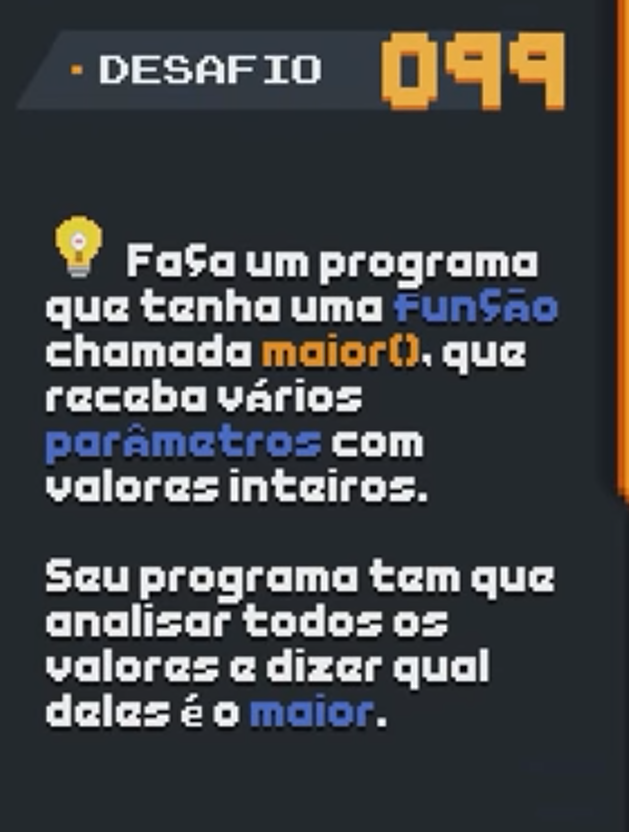 DESAFIO 099
Faça um programa
que tenha uma função
chamada maior(), que
receba vários
parâmetros com
valores inteiros.
Seu programa tem que
analisar todos os
valores e dizer qual
deles é o maior.